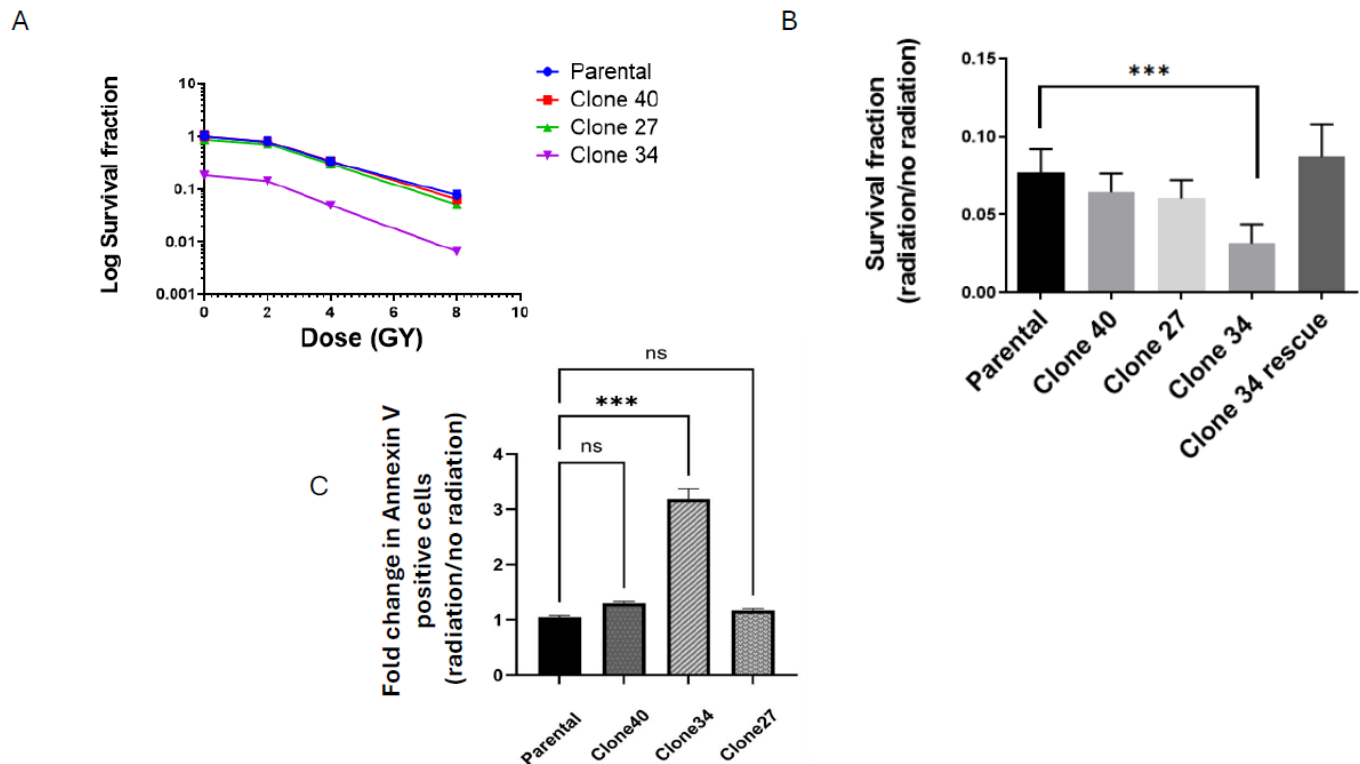 A
Log Survival fraction
10
1
0.1
0.01
0.001
0 2 4 6 8 10
Dose (GY)
Parental
Clone 40
Clone 27
Clone 34
B
Survival fraction
(radiation/no radiation)
0.15
0.10
0.05
0.00
***
Parental
Clone 40
Clone 27
Clone 34
Clone 34 rescue
C
Fold change in Annexin V
positive cells
(radiation/no radiation)
4
3
2
1
0
ns
***
ns
Parental
Clone40
Clone34
Clone27